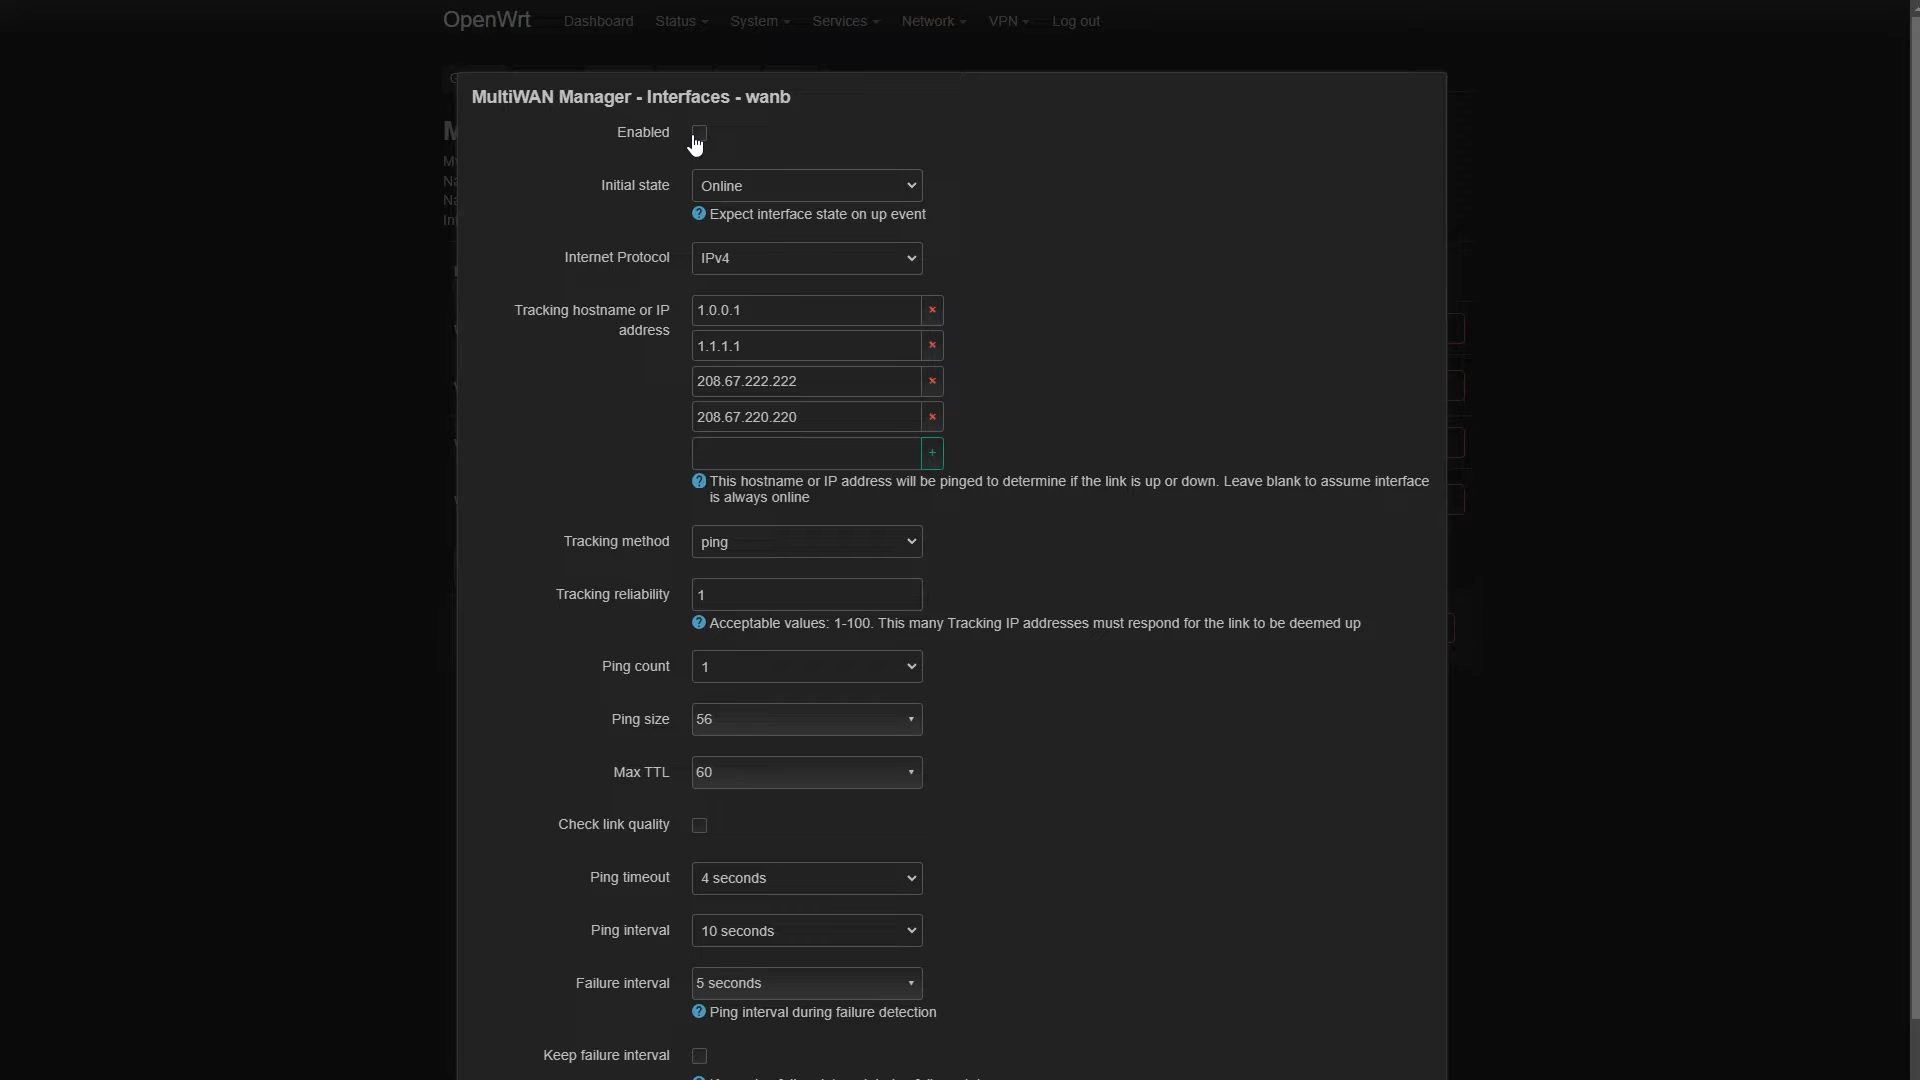 OpenWrt Dashboard Status System Services Network VPN Log out
MultiWAN Manager - Interfaces - wanb
Enabled
Initial state Online
Expect interface state on up event
Internet Protocol IPv4
Tracking hostname or IP address
1.0.0.1 ×
1.1.1.1 ×
208.67.222.222 ×
208.67.220.220 ×
+
This hostname or IP address will be pinged to determine if the link is up or down. Leave blank to assume interface
is always online
Tracking method ping
Tracking reliability 1
Acceptable values: 1-100. This many Tracking IP addresses must respond for the link to be deemed up
Ping count 1
Ping size 56
Max TTL 60
Check link quality
Ping timeout 4 seconds
Ping interval 10 seconds
Failure interval 5 seconds
Ping interval during failure detection
Keep failure interval